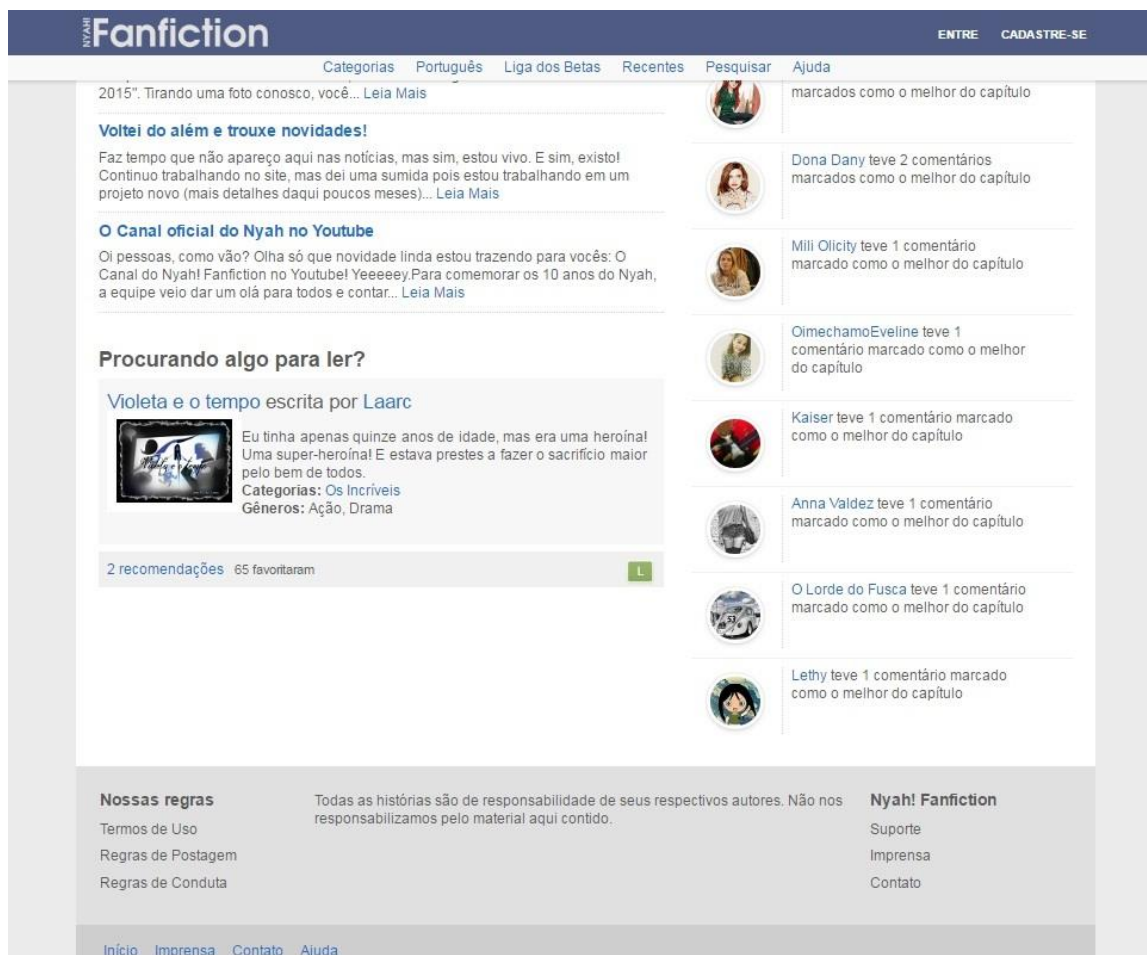 NYAH!
Fanfiction
ENTRE CADASTRE-SE
Categorias Português Liga dos Betas Recentes Pesquisar Ajuda
2015". Tirando uma foto conosco, você... Leia Mais
Voltei do além e trouxe novidades!
Faz tempo que não apareço aqui nas notícias, mas sim, estou vivo. E sim, existo!
Continuo trabalhando no site, mas dei uma sumida pois estou trabalhando em um
projeto novo (mais detalhes daqui poucos meses)... Leia Mais
O Canal oficial do Nyah no Youtube
Oi pessoas, como vão? Olha só que novidade linda estou trazendo para vocês: O
Canal do Nyah! Fanfiction no Youtube! Yeeeeey.Para comemorar os 10 anos do Nyah,
a equipe veio dar um olá para todos e contar... Leia Mais
Procurando algo para ler?
Violeta e o tempo escrita por Laarc
Violeta e o tempo
Eu tinha apenas quinze anos de idade, mas era uma heroína!
Uma super-heroína! E estava prestes a fazer o sacrifício maior
pelo bem de todos.
Categorias: Os Incríveis
Gêneros: Ação, Drama
2 recomendações 65 favoritaram
L
marcados como o melhor do capítulo
Dona Dany teve 2 comentários
marcados como o melhor do capítulo
Mili Olicity teve 1 comentário
marcado como o melhor do capítulo
OimechamoEveline teve 1
comentário marcado como o melhor
do capítulo
Kaiser teve 1 comentário marcado
como o melhor do capítulo
Anna Valdez teve 1 comentário
marcado como o melhor do capítulo
O Lorde do Fusca teve 1 comentário
marcado como o melhor do capítulo
53
Lethy teve 1 comentário marcado
como o melhor do capítulo
Nossas regras
Termos de Uso
Regras de Postagem
Regras de Conduta
Todas as histórias são de responsabilidade de seus respectivos autores. Não nos
responsabilizamos pelo material aqui contido.
Nyah! Fanfiction
Suporte
Imprensa
Contato
Início Imprensa Contato Ajuda